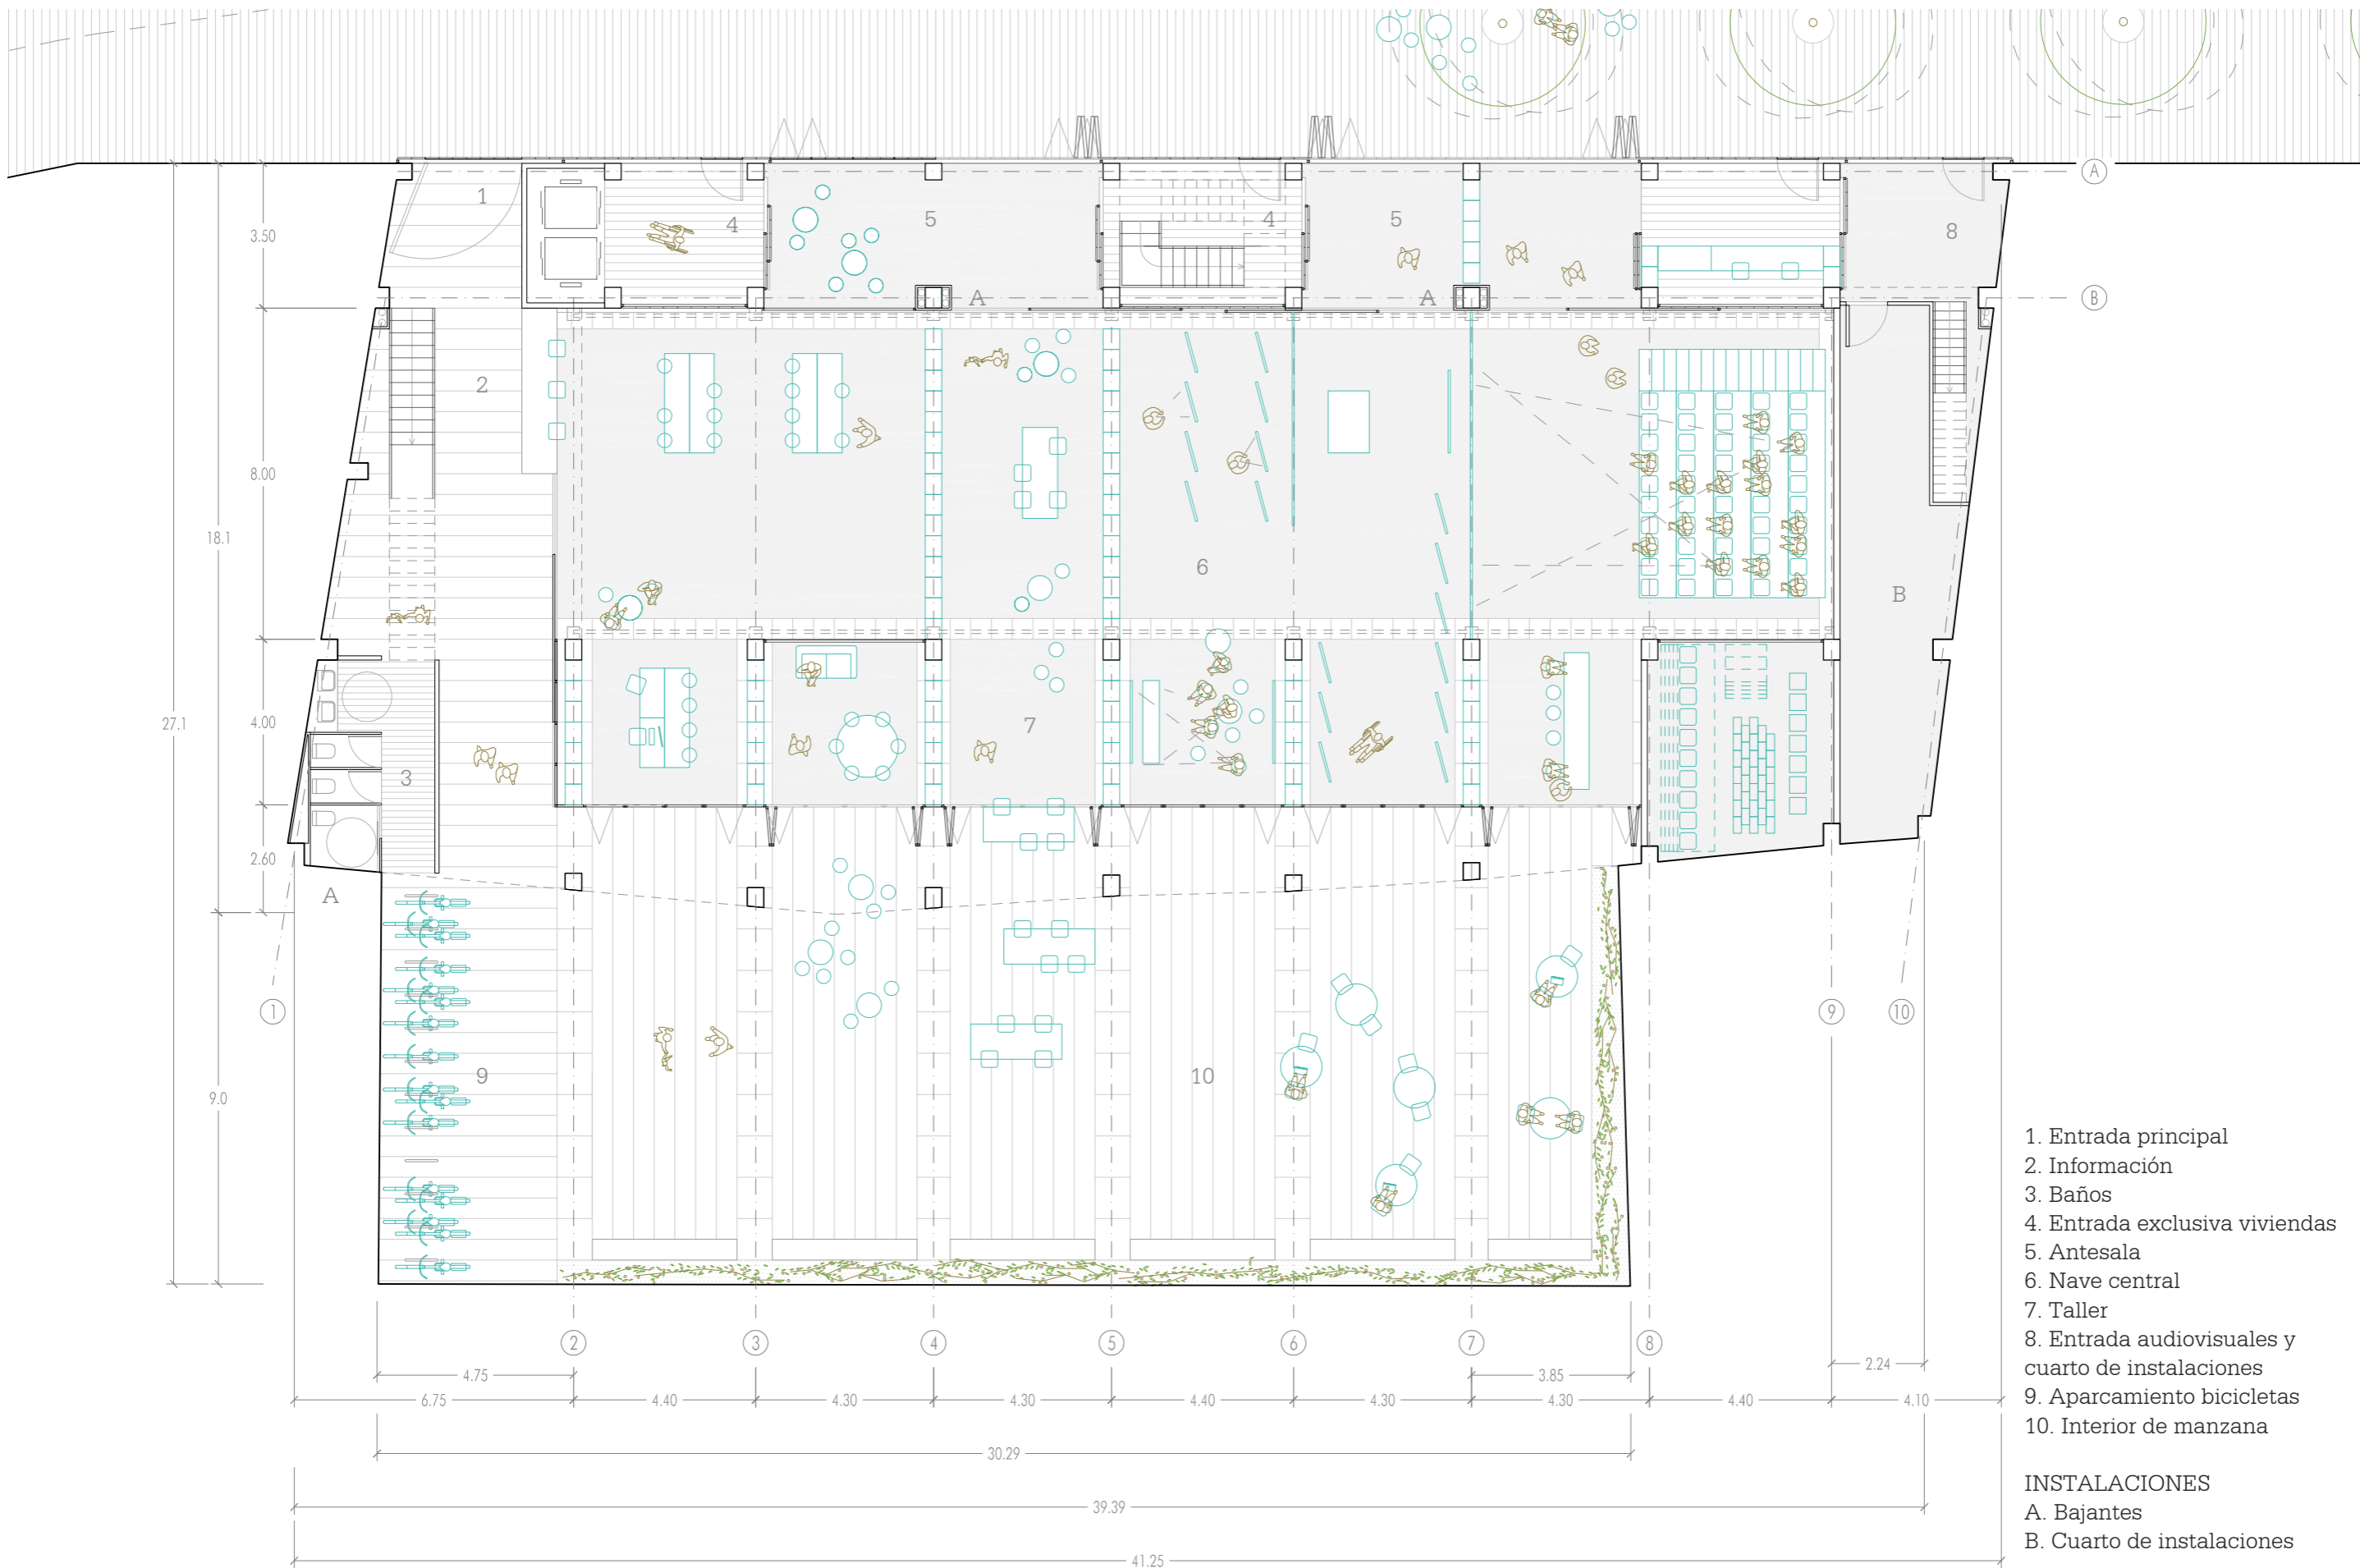 1
4
5
4
5
8
A
3.50
A
A
B
2
8.00
18.1
6
B
27.1
4.00
7
3
2.60
A
1
9
10
9
10
9.0
1. Entrada principal
2. Información
3. Baños
4. Entrada exclusiva viviendas
5. Antesala
6. Nave central
7. Taller
8. Entrada audiovisuales y
cuarto de instalaciones
9. Aparcamiento bicicletas
10. Interior de manzana
INSTALACIONES
A. Bajantes
B. Cuarto de instalaciones
2
3
4
5
6
7
8
4.75
3.85
2.24
6.75
4.40
4.30
4.30
4.40
4.30
4.30
4.40
4.10
30.29
39.39
41.25